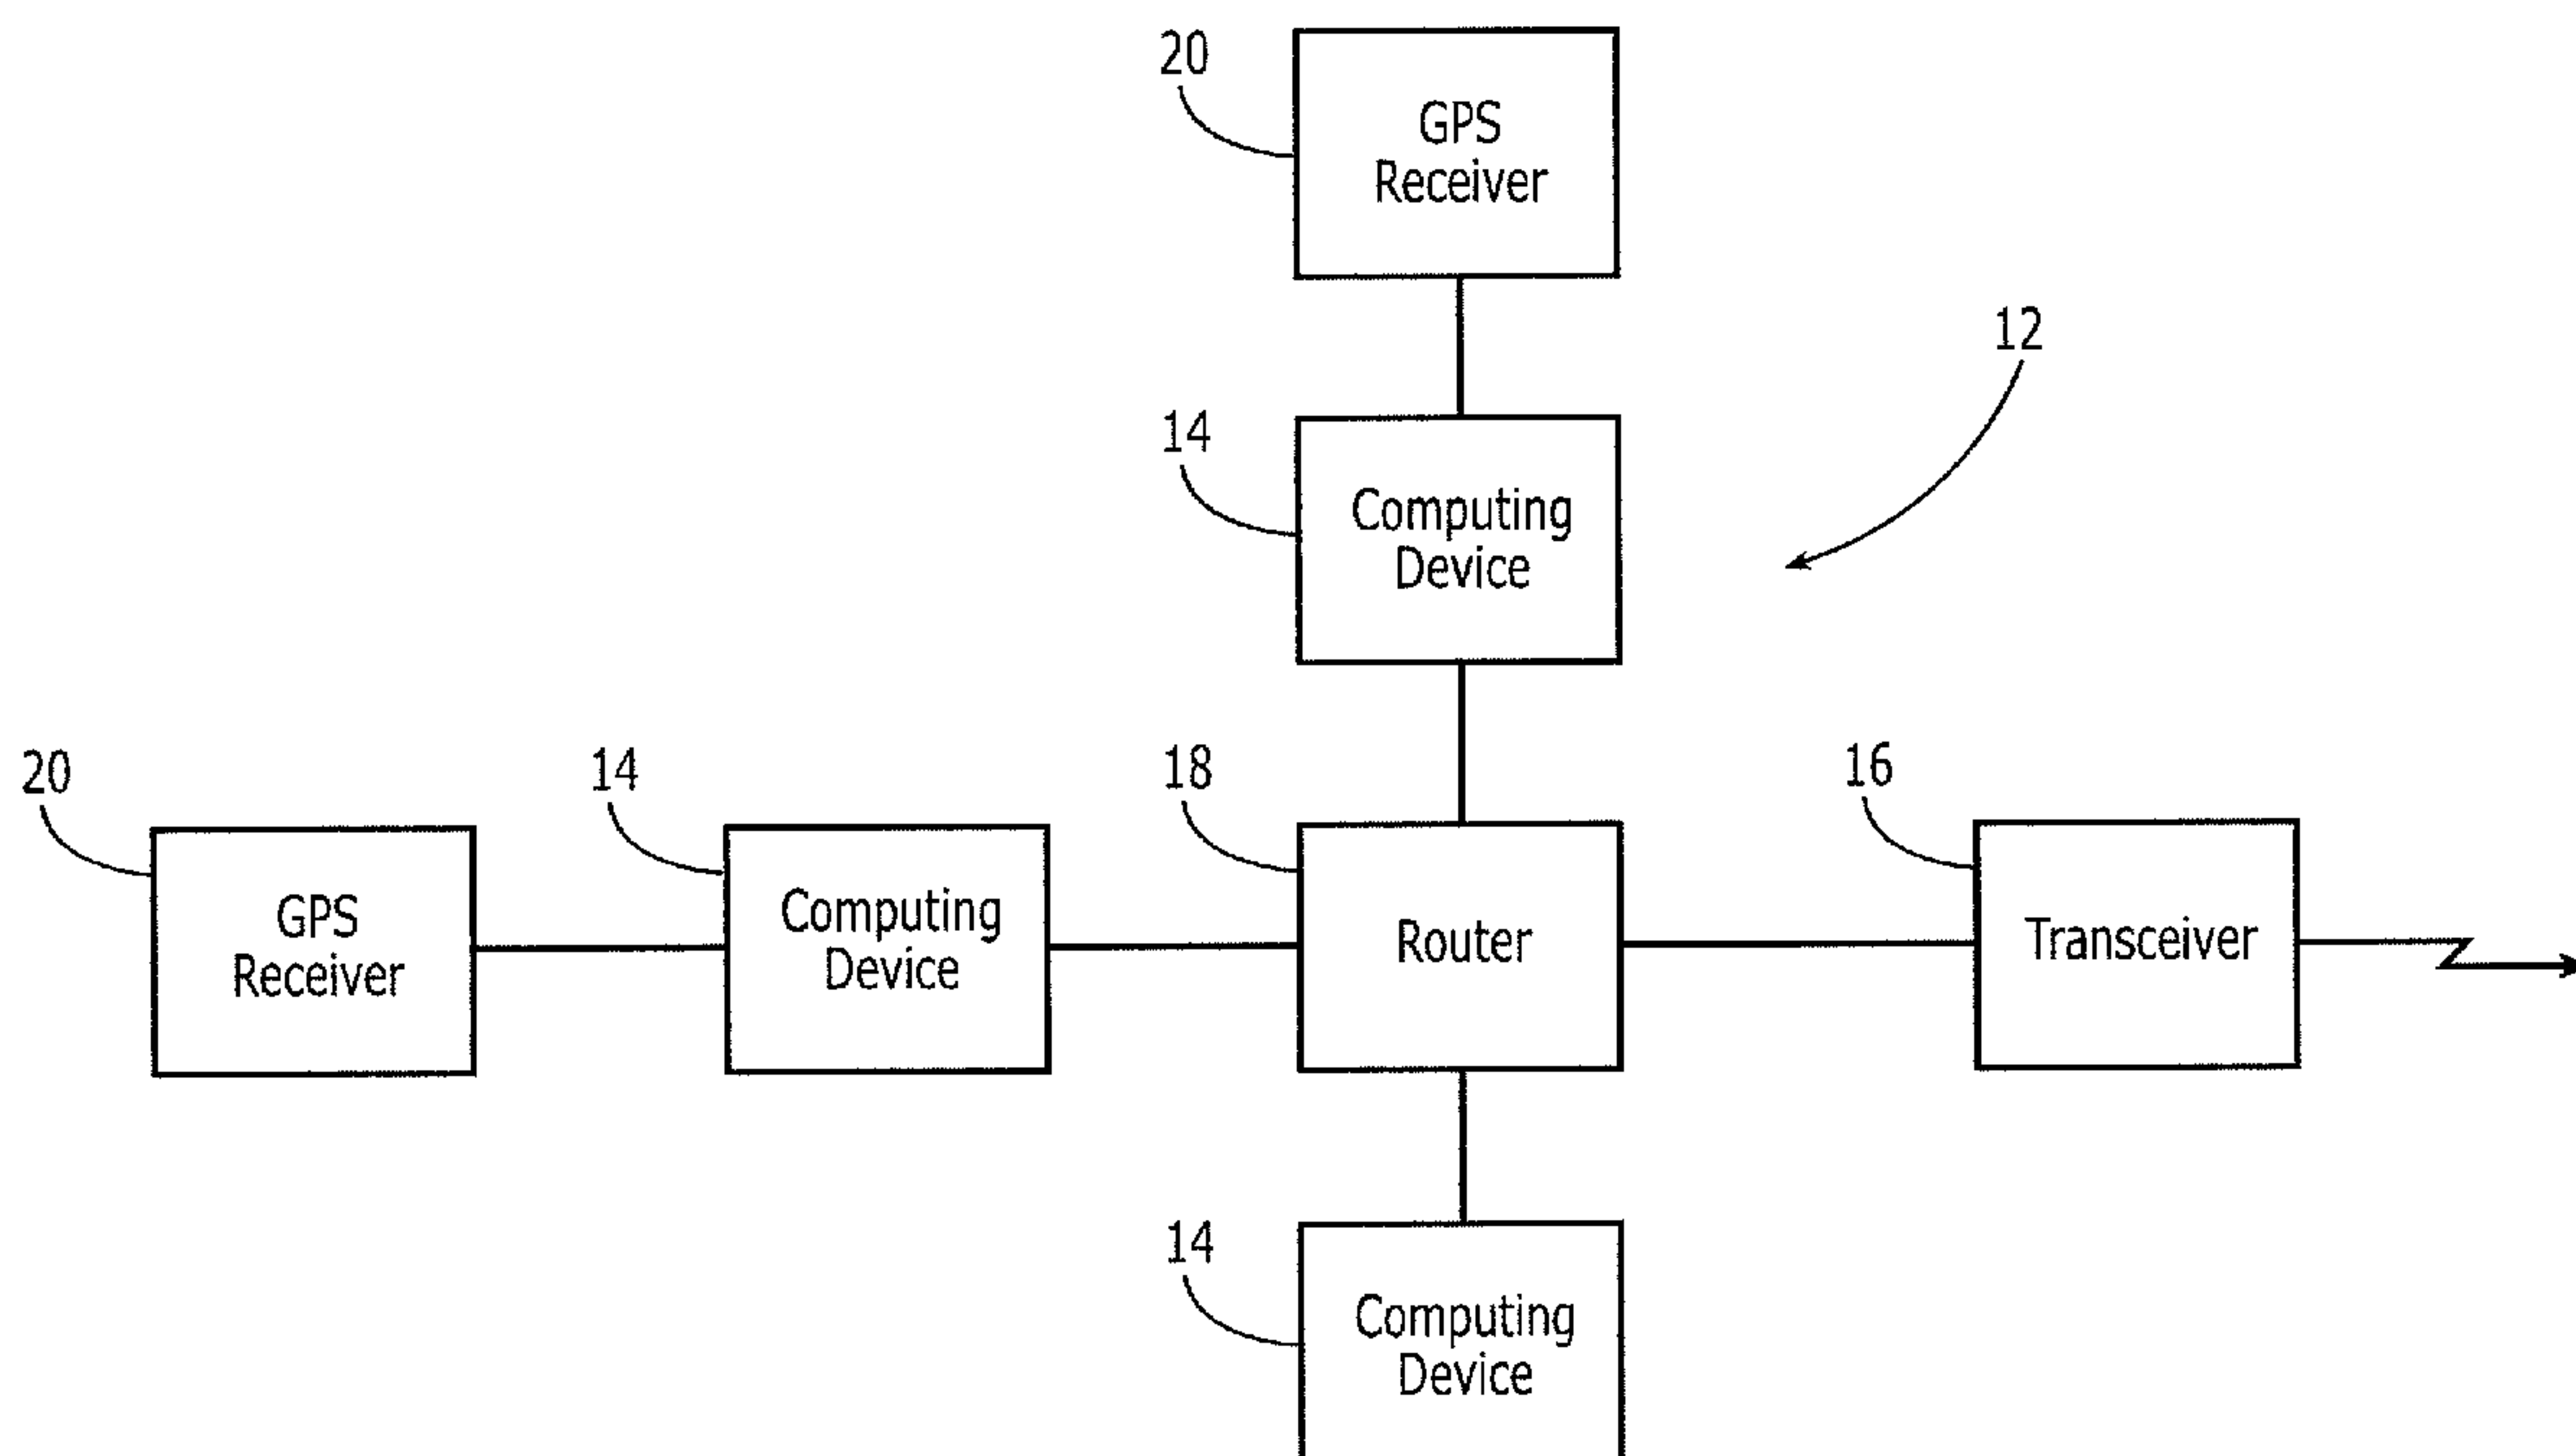 20
GPS
Receiver
12
14
Computing
Device
20
14
18
16
GPS
Receiver
Computing
Device
Router
Transceiver
14
Computing
Device